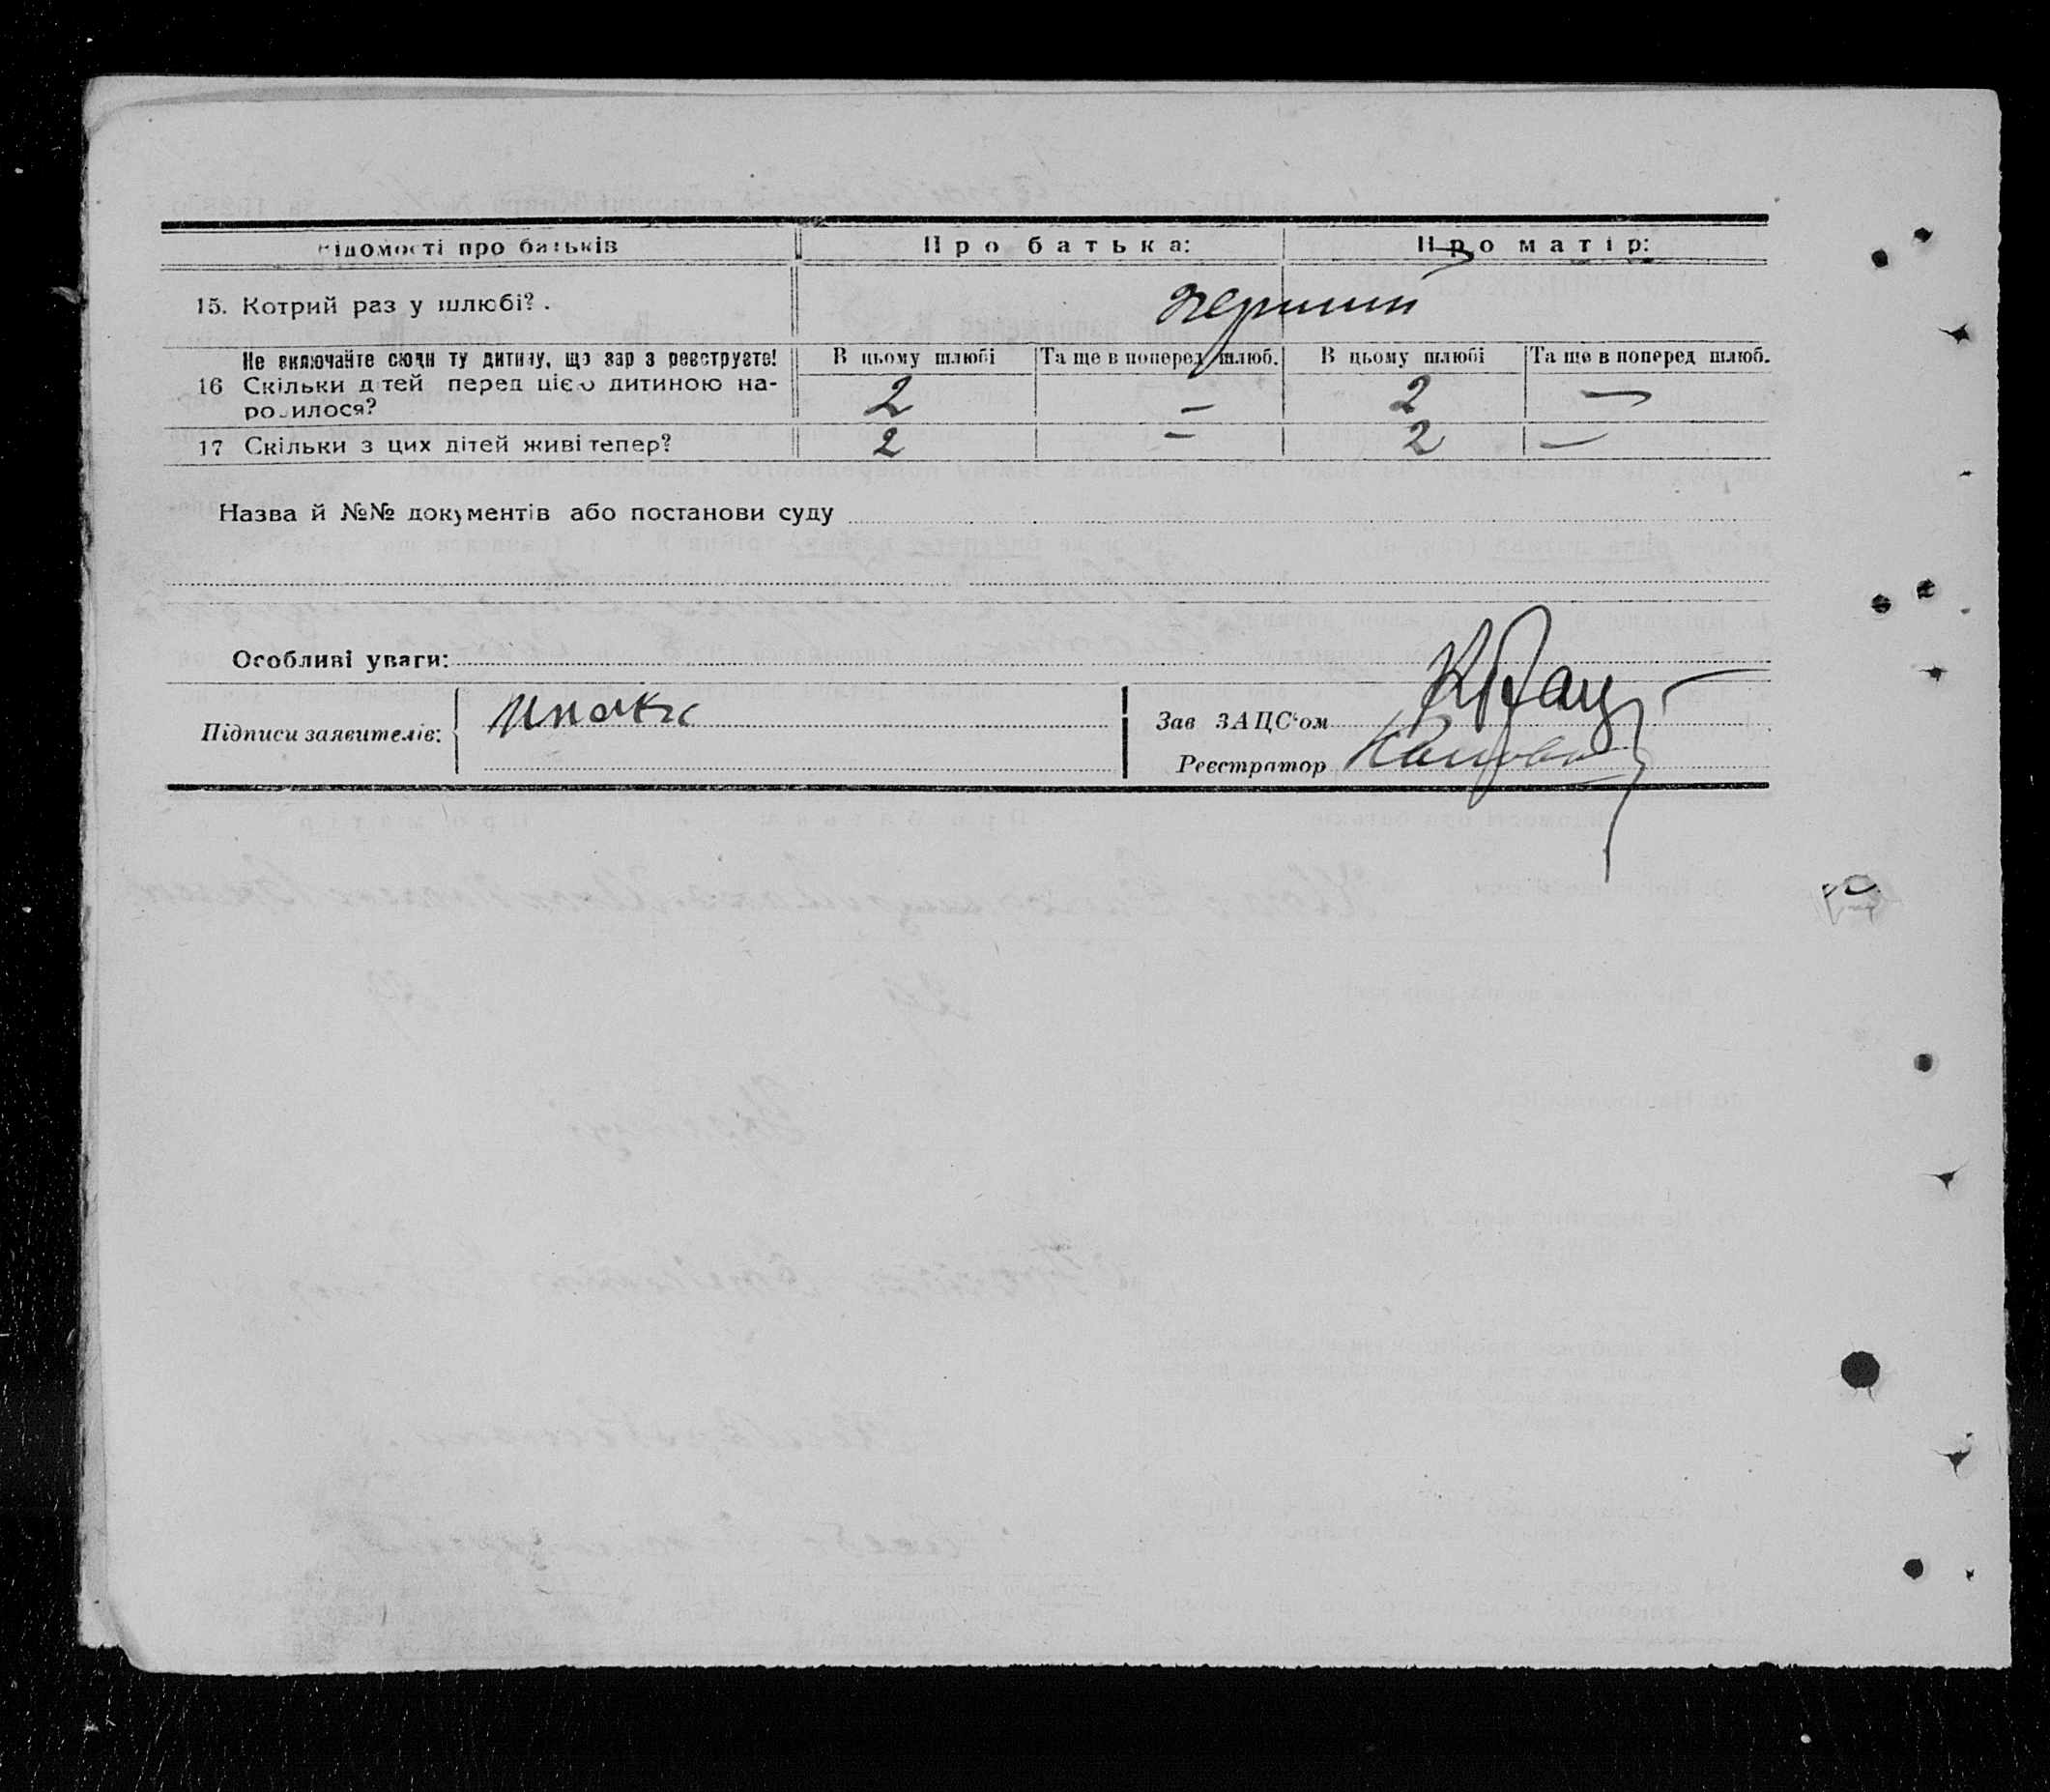 Відомості про батьків Про батька: Про матір:
15. Котрий раз у шлюбі? . перший
Не включайте сюди ту дитину, що зар з реєструєте! В цьому шлюбі Та ще в поперед шлюб. В цьому шлюбі Та ще в поперед шлюб.
16 Скільки дітей перед цією дитиною на- 2 – 2 —
родилося?
17 Скільки з цих дітей живі тепер? 2 – 2 —
Назва й №№ документів або постанови суду
Особливі уваги:
Підписи заявителів: Зав ЗАЦС'ом
Реєстратор